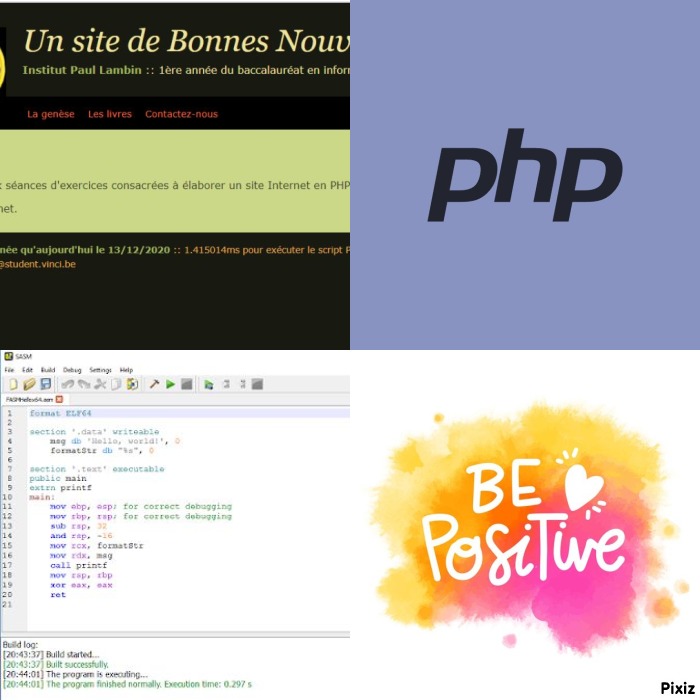 Un site de Bonnes Nouv
Institut Paul Lambin :: 1ère année du baccalauréat en infor
La genèse Les livres Contactez-nous
séances d'exercices consacrées à élaborer un site Internet en PHP
net.
née qu'aujourd'hui le 13/12/2020 :: 1.415014ms pour exécuter le script P
@student.vinci.be
php
SASM
File Edit Build Debug Settings Help
1 format ELF64
2
3 section '.data' writeable
4 msg db 'Hello, world!', 0
5 formatStr db "%s", 0
6
7 section '.text' executable
8 public main
9 extrn printf
10 main:
11 mov ebp, esp; for correct debugging
12 mov rbp, rsp; for correct debugging
13 sub rsp, 32
14 and rsp, -16
15 mov rcx, formatStr
16 mov rdx, msg
17 call printf
18 mov rsp, rbp
19 xor eax, eax
20 ret
21
Build log:
[20:43:37] Build started...
[20:43:37] Built successfully.
[20:44:01] The program is executing...
[20:44:01] The program finished normally. Execution time: 0.297 s
BE
PosiTive
Pixiz